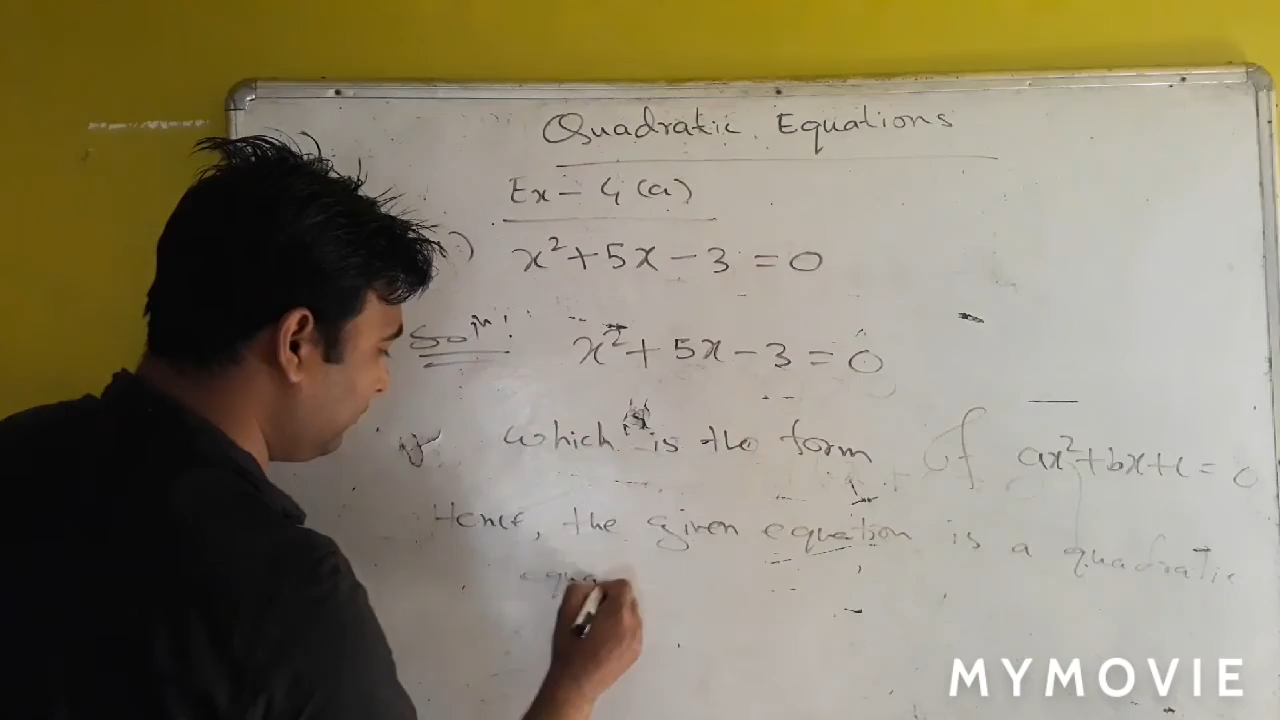 Quadratic Equations
Ex - 4 (a)
) x² + 5x - 3 = 0
Solⁿ: x² + 5x - 3 = 0
which is the form of ax² + bx + c = 0
Hence, the given equation is a quadratic
equa
MYMOVIE